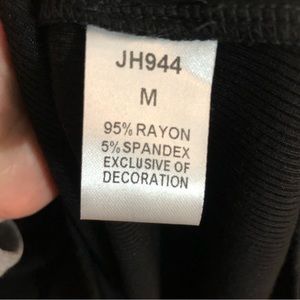 JH944
M
95% RAYON
5% SPANDEX
EXCLUSIVE OF
DECORATION